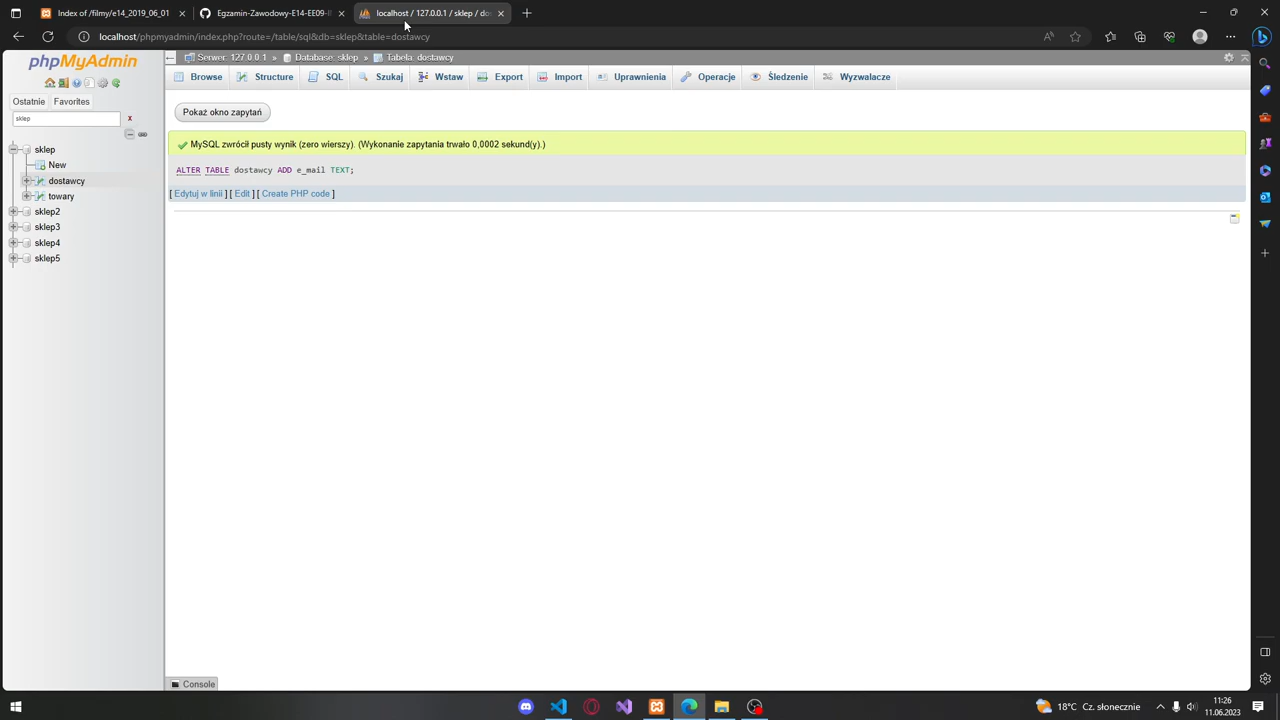 Index of /filmy/e14_2019_06_01
Egzamin-Zawodowy-E14-EE09-I
localhost / 127.0.0.1 / sklep / dos
localhost/phpmyadmin/index.php?route=/table/sql&db=sklep&table=dostawcy
phpMyAdmin
Ostatnie Favorites
sklep x
sklep
New
dostawcy
towary
sklep2
sklep3
sklep4
sklep5
Serwer: 127.0.0.1 » Database: sklep » Tabela: dostawcy
Browse Structure SQL Szukaj Wstaw Export Import Uprawnienia Operacje Śledzenie Wyzwalacze
Pokaż okno zapytań
MySQL zwrócił pusty wynik (zero wierszy). (Wykonanie zapytania trwało 0,0002 sekund(y).)
ALTER TABLE dostawcy ADD e_mail TEXT;
[ Edytuj w linii ] [ Edit ] [ Create PHP code ]
Console
18°C Cz. słonecznie
11:26
11.06.2023